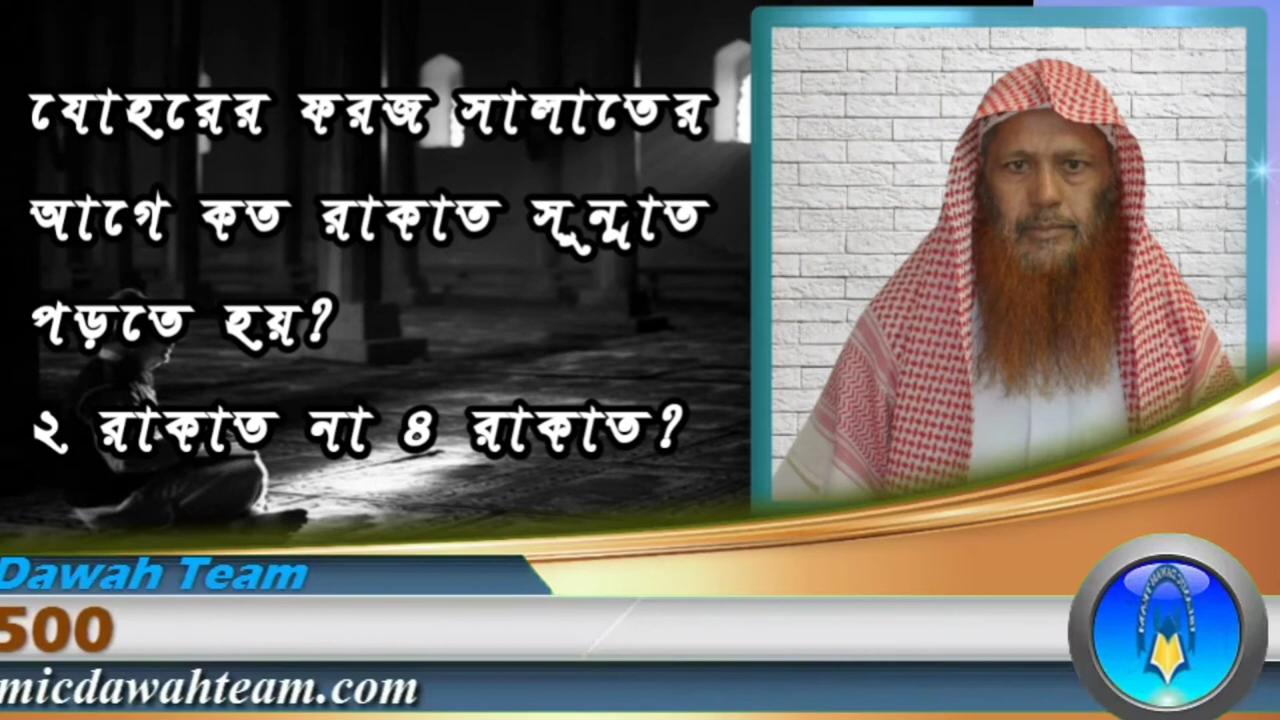 যোহরের ফরজ সালাতের
আগে কত রাকাত সুন্নাত
পড়তে হয়?
২ রাকাত না ৪ রাকাত?
Dawah Team
500
micdawahteam.com